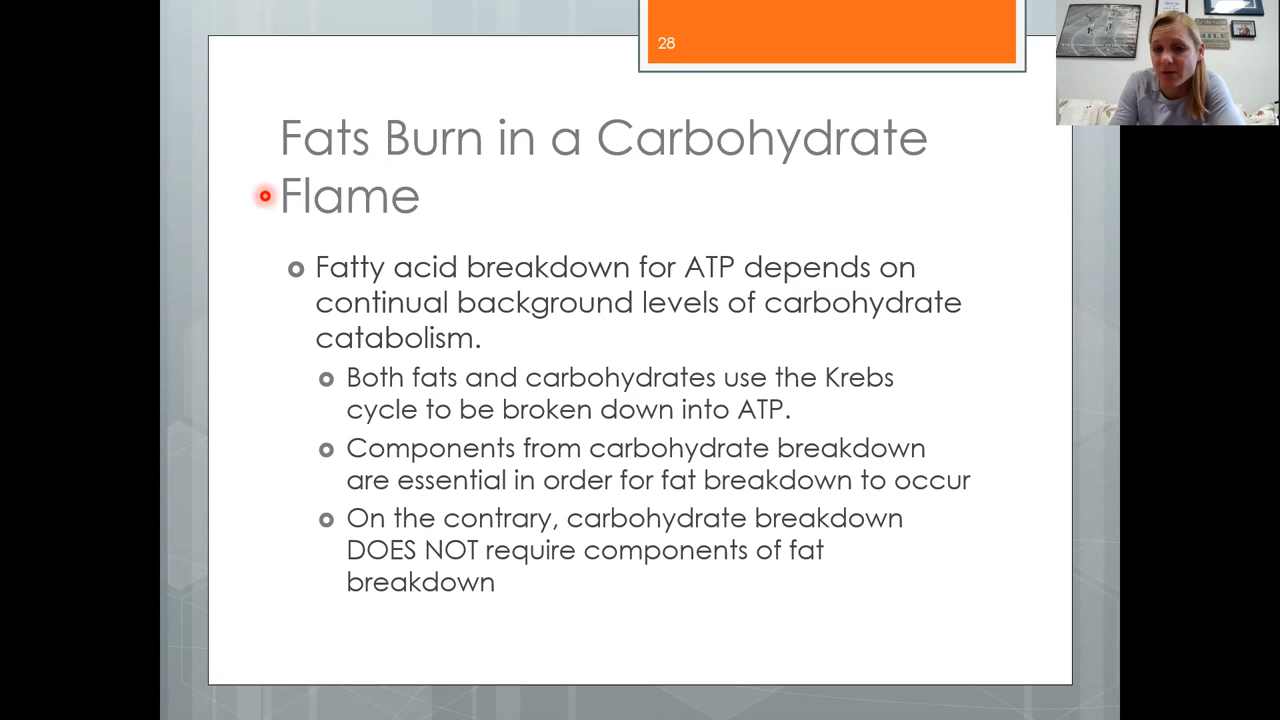 28
Fats Burn in a Carbohydrate
Flame
Fatty acid breakdown for ATP depends on
continual background levels of carbohydrate
catabolism.
Both fats and carbohydrates use the Krebs
cycle to be broken down into ATP.
Components from carbohydrate breakdown
are essential in order for fat breakdown to occur
On the contrary, carbohydrate breakdown
DOES NOT require components of fat
breakdown